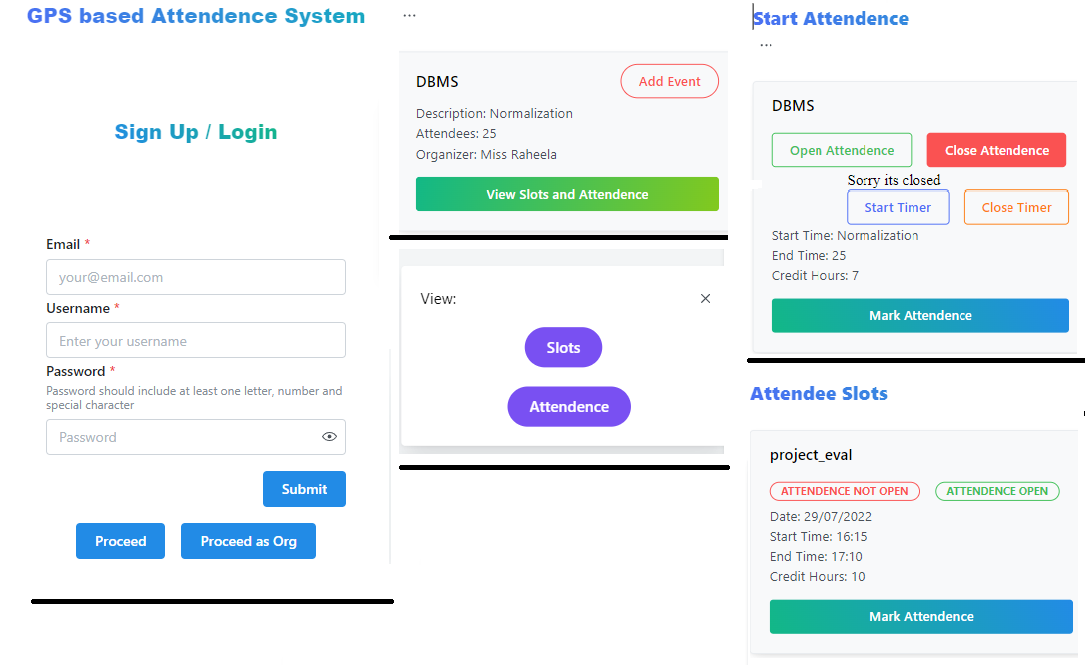 GPS based Attendence System
Sign Up / Login
Email *
your@email.com
Username *
Enter your username
Password *
Password should include at least one letter, number and
special character
Password
Submit
Proceed
Proceed as Org
...
DBMS
Add Event
Description: Normalization
Attendees: 25
Organizer: Miss Raheela
View Slots and Attendence
View:
Slots
Attendence
Start Attendence
...
DBMS
Open Attendence
Close Attendence
Sorry its closed
Start Timer
Close Timer
Start Time: Normalization
End Time: 25
Credit Hours: 7
Mark Attendence
Attendee Slots
project_eval
ATTENDENCE NOT OPEN
ATTENDENCE OPEN
Date: 29/07/2022
Start Time: 16:15
End Time: 17:10
Credit Hours: 10
Mark Attendence